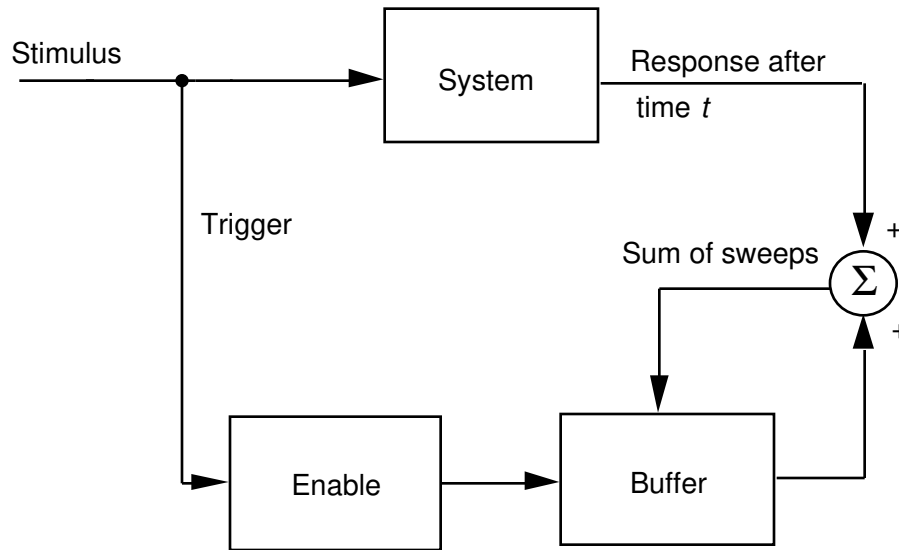 Stimulus
System
Response after
time t
Trigger
+
Sum of sweeps
Σ
+
Enable
Buffer